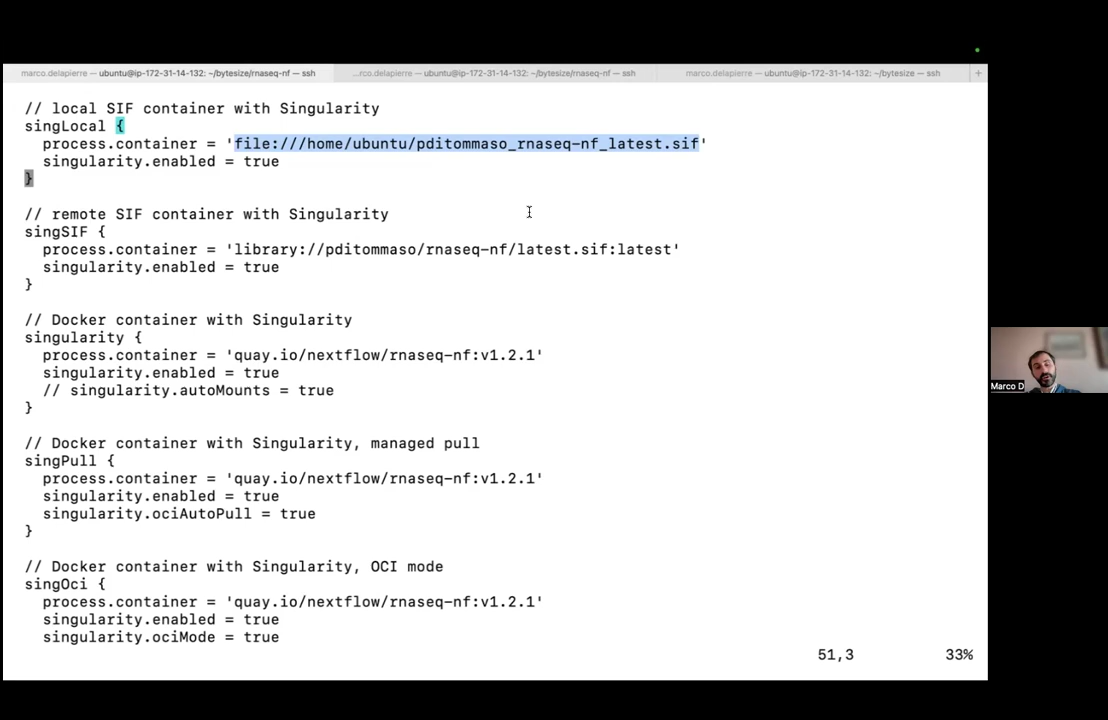 marco.delapierre — ubuntu@ip-172-31-14-132: ~/bytesize/rnaseq-nf — ssh
...rco.delapierre — ubuntu@ip-172-31-14-132: ~/bytesize/rnaseq-nf — ssh
marco.delapierre — ubuntu@ip-172-31-14-132: ~/bytesize — ssh
+
// local SIF container with Singularity
singLocal {
process.container = 'file:///home/ubuntu/pditommaso_rnaseq-nf_latest.sif'
singularity.enabled = true
}
// remote SIF container with Singularity
singSIF {
process.container = 'library://pditommaso/rnaseq-nf/latest.sif:latest'
singularity.enabled = true
}
// Docker container with Singularity
singularity {
process.container = 'quay.io/nextflow/rnaseq-nf:v1.2.1'
singularity.enabled = true
// singularity.autoMounts = true
}
// Docker container with Singularity, managed pull
singPull {
process.container = 'quay.io/nextflow/rnaseq-nf:v1.2.1'
singularity.enabled = true
singularity.ociAutoPull = true
}
// Docker container with Singularity, OCI mode
singOci {
process.container = 'quay.io/nextflow/rnaseq-nf:v1.2.1'
singularity.enabled = true
singularity.ociMode = true
51,3 33%
Marco D